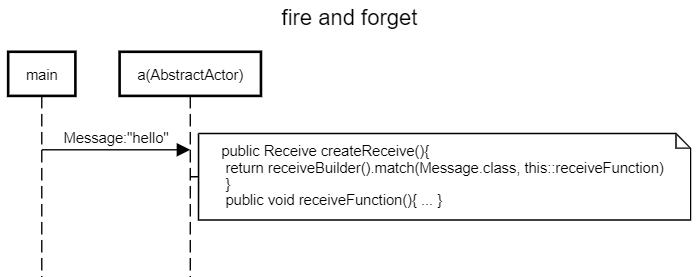 fire and forget
main
a(AbstractActor)
Message:"hello"
public Receive createReceive(){
return receiveBuilder().match(Message.class, this::receiveFunction)
}
public void receiveFunction(){ ... }